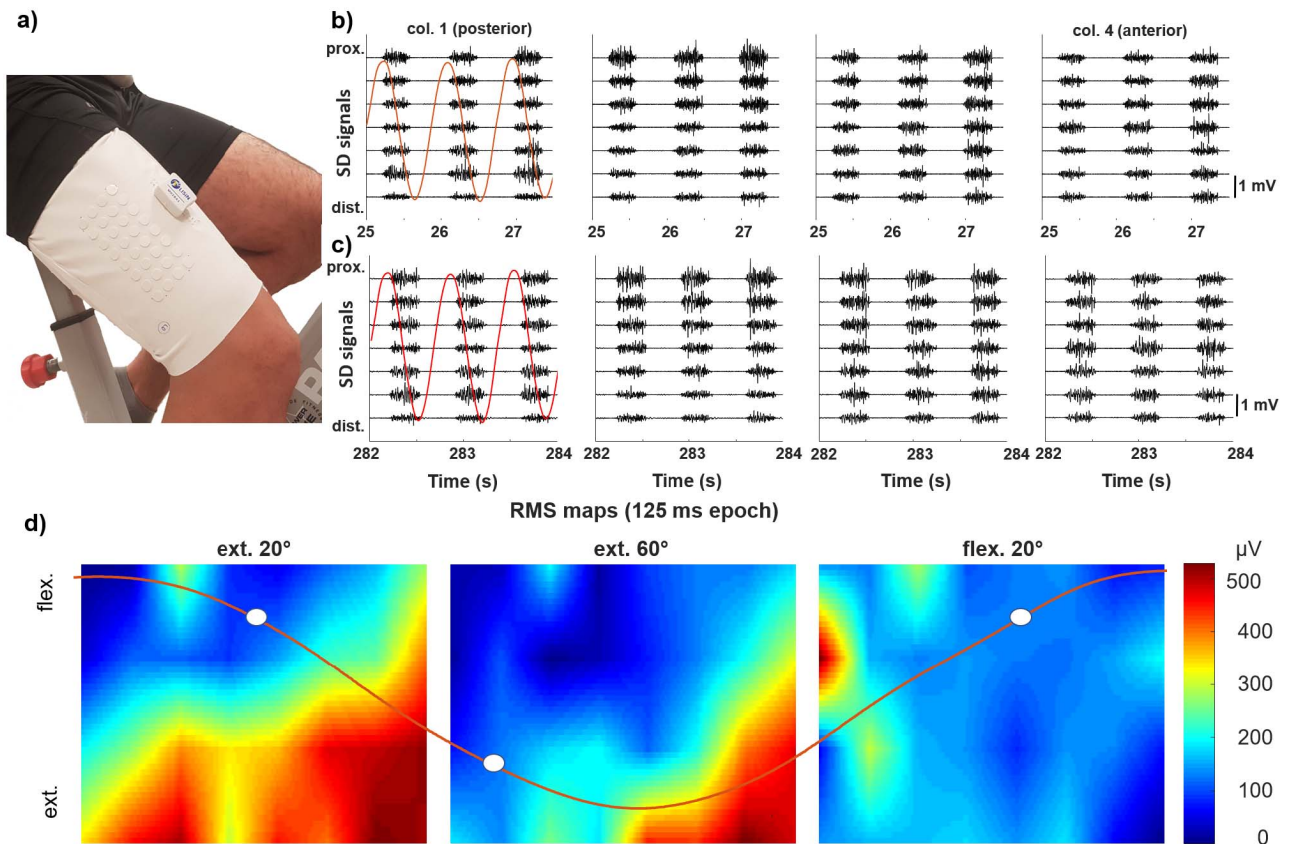 a)
b)
col. 1 (posterior)
col. 4 (anterior)
prox.
SD signals
dist.
1 mV
25 26 27
25 26 27
25 26 27
25 26 27
c)
prox.
SD signals
dist.
1 mV
282 283 284
282 283 284
282 283 284
282 283 284
Time (s)
Time (s)
Time (s)
Time (s)
RMS maps (125 ms epoch)
d)
ext. 20°
ext. 60°
flex. 20°
µV
flex.
ext.
500
400
300
200
100
0